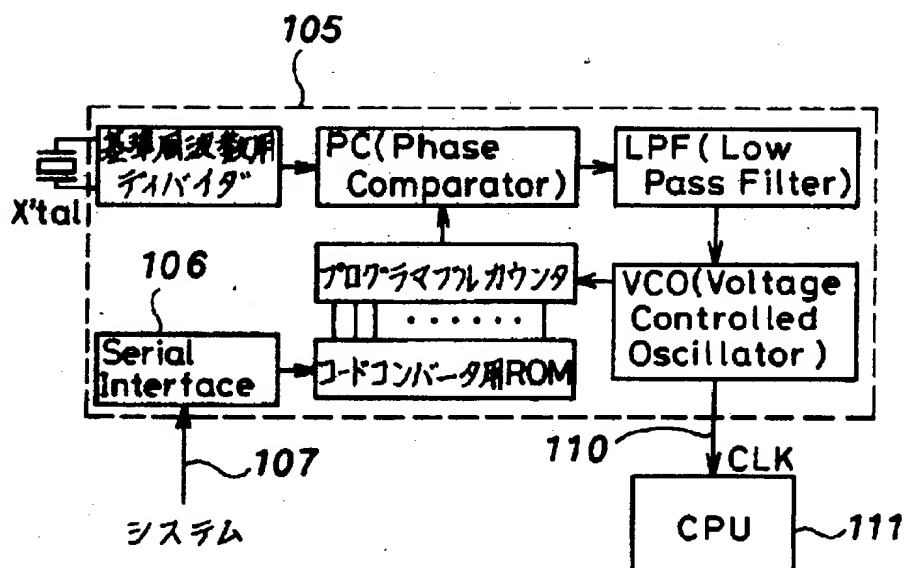 105
基準周波数用
ディバイダ
PC(Phase
Comparator)
LPF(Low
Pass Filter)
X'tal
106
プログラマブルカウンタ
VCO(Voltage
Controlled
Oscillator)
Serial
Interface
コードコンバータ用ROM
107
110
CLK
システム
CPU
111